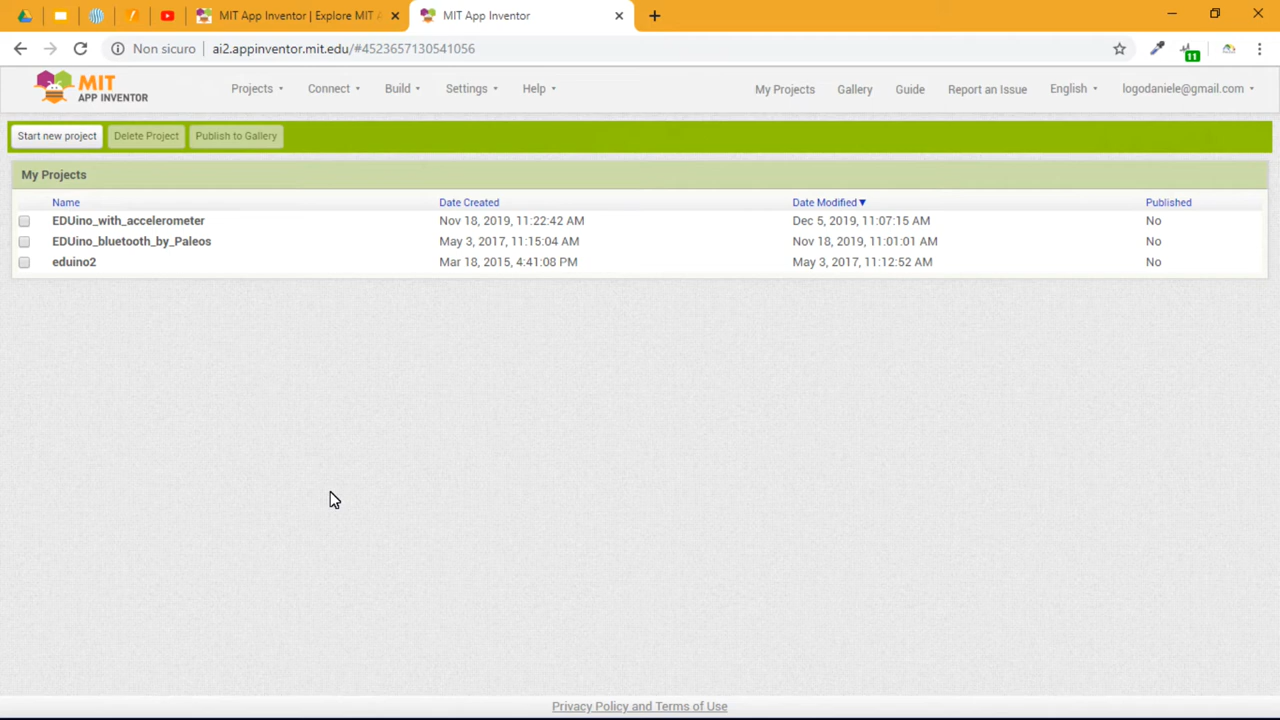 MIT App Inventor | Explore MIT A
MIT App Inventor
Non sicuro
ai2.appinventor.mit.edu/#4523657130541056
11
MIT
APP INVENTOR
Projects
Connect
Build
Settings
Help
My Projects
Gallery
Guide
Report an Issue
English
logodaniele@gmail.com
Start new project
Delete Project
Publish to Gallery
My Projects
Name Date Created Date Modified▼ Published
EDUino_with_accelerometer Nov 18, 2019, 11:22:42 AM Dec 5, 2019, 11:07:15 AM No
EDUino_bluetooth_by_Paleos May 3, 2017, 11:15:04 AM Nov 18, 2019, 11:01:01 AM No
eduino2 Mar 18, 2015, 4:41:08 PM May 3, 2017, 11:12:52 AM No
Privacy Policy and Terms of Use